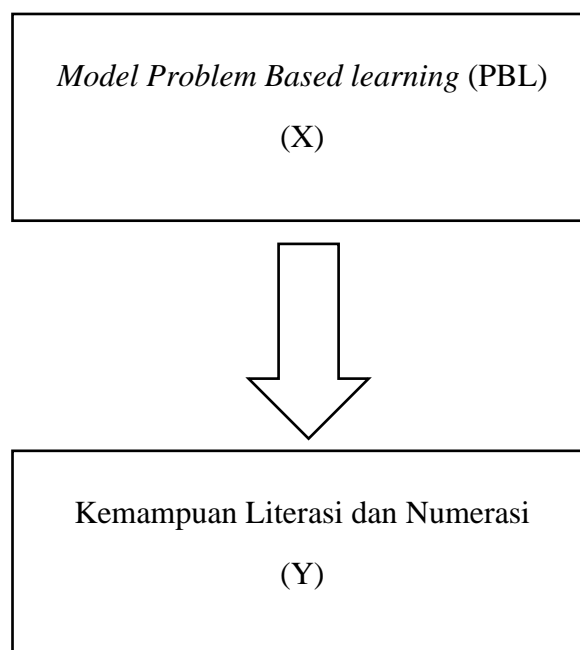 Model Problem Based learning (PBL)
(X)
Kemampuan Literasi dan Numerasi
(Y)